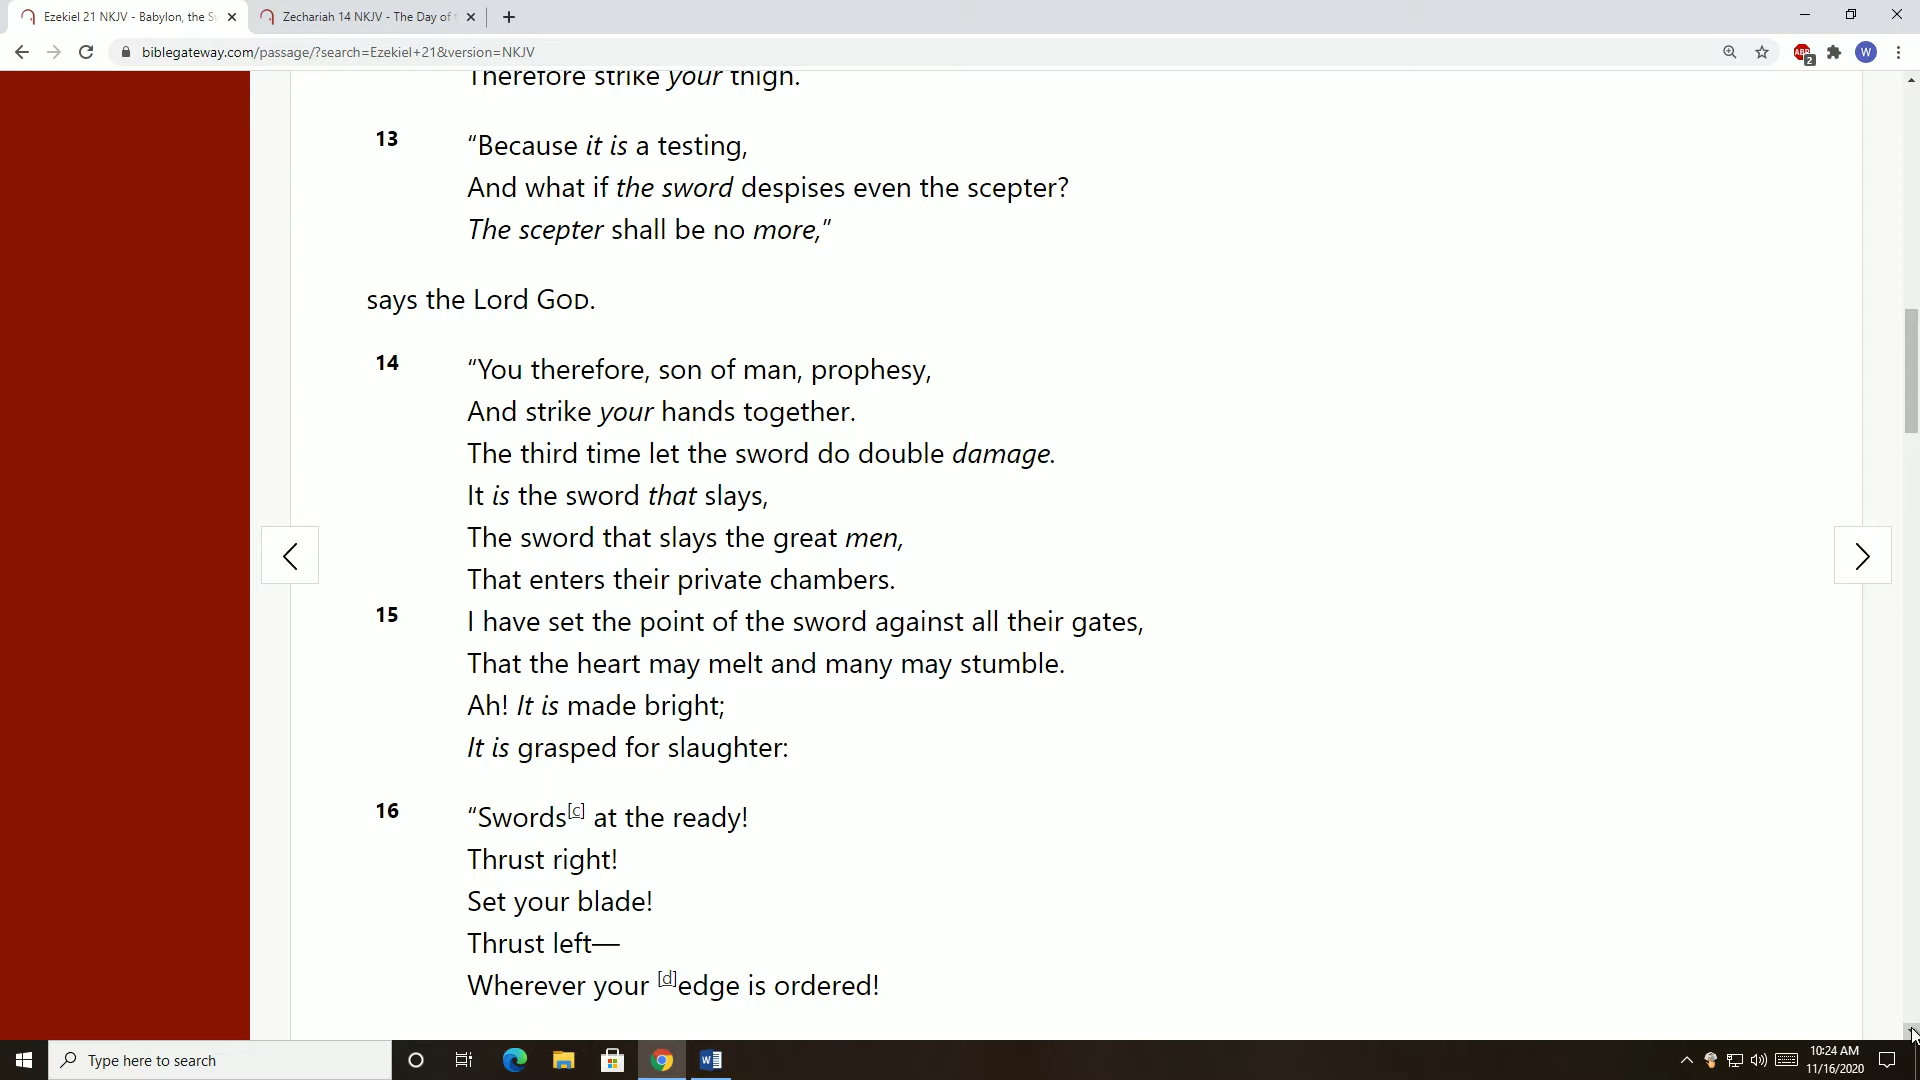 Ezekiel 21 NKJV - Babylon, the S
Zechariah 14 NKJV - The Day of t
biblegateway.com/passage/?search=Ezekiel+21&version=NKJV
ABP
2
W
Therefore strike your thigh.
13 “Because it is a testing,
And what if the sword despises even the scepter?
The scepter shall be no more,”
says the Lord GOD.
14 “You therefore, son of man, prophesy,
And strike your hands together.
The third time let the sword do double damage.
It is the sword that slays,
The sword that slays the great men,
That enters their private chambers.
15 I have set the point of the sword against all their gates,
That the heart may melt and many may stumble.
Ah! It is made bright;
It is grasped for slaughter:
16 “Swords[c] at the ready!
Thrust right!
Set your blade!
Thrust left—
Wherever your [d]edge is ordered!
Type here to search
10:24 AM
11/16/2020